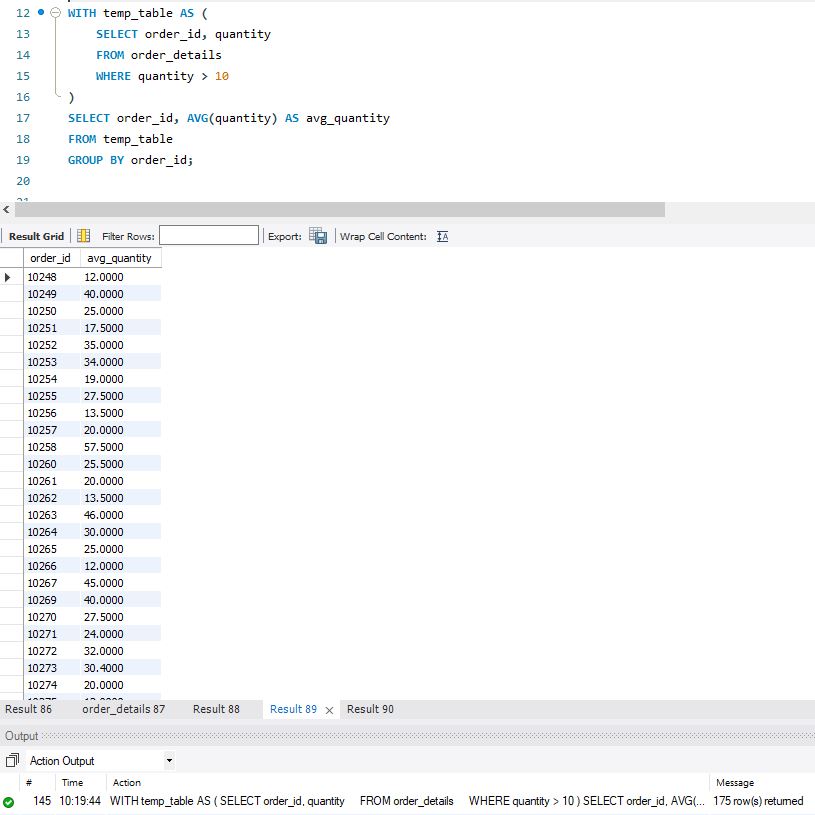 12 WITH temp_table AS (
13 SELECT order_id, quantity
14 FROM order_details
15 WHERE quantity > 10
16 )
17 SELECT order_id, AVG(quantity) AS avg_quantity
18 FROM temp_table
19 GROUP BY order_id;
20
21
Result Grid Filter Rows: Export: Wrap Cell Content:
order_id avg_quantity
10248 12.0000
10249 40.0000
10250 25.0000
10251 17.5000
10252 35.0000
10253 34.0000
10254 19.0000
10255 27.5000
10256 13.5000
10257 20.0000
10258 57.5000
10260 25.5000
10261 20.0000
10262 13.5000
10263 46.0000
10264 30.0000
10265 25.0000
10266 12.0000
10267 45.0000
10269 40.0000
10270 27.5000
10271 24.0000
10272 32.0000
10273 30.4000
10274 20.0000
Result 86 order_details 87 Result 88 Result 89 Result 90
Output
Action Output
# Time Action Message
145 10:19:44 WITH temp_table AS ( SELECT order_id, quantity FROM order_details WHERE quantity > 10 ) SELECT order_id, AVG(... 175 row(s) returned